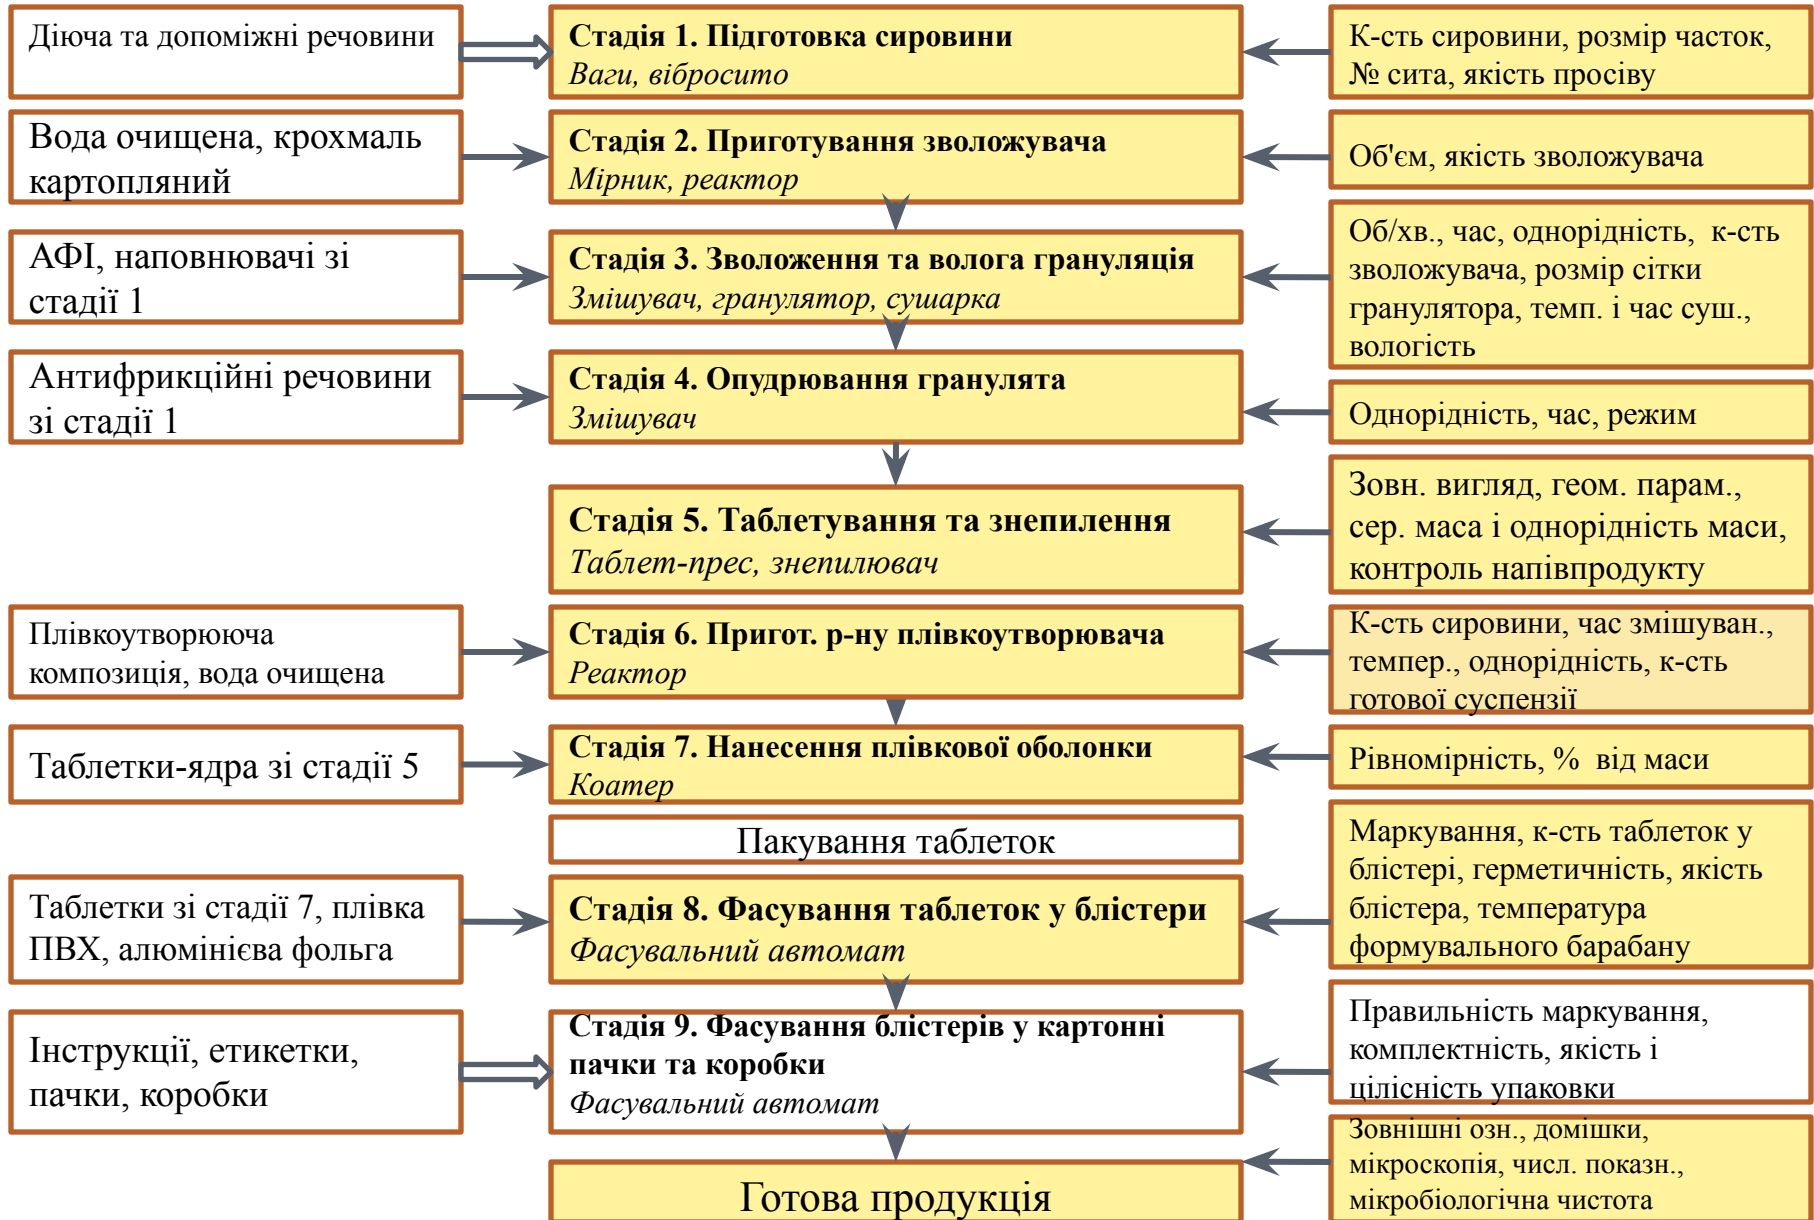 Діюча та допоміжні речовини
Стадія 1. Підготовка сировини
Ваги, вібросито
К-сть сировини, розмір часток,
№ сита, якість просіву
Вода очищена, крохмаль
картопляний
Стадія 2. Приготування зволожувача
Мірник, реактор
Об'єм, якість зволожувача
АФІ, наповнювачі зі
стадії 1
Стадія 3. Зволоження та волога грануляція
Змішувач, гранулятор, сушарка
Об/хв., час, однорідність, к-сть
зволожувача, розмір сітки
гранулятора, темп. і час суш.,
вологість
Антифрикційні речовини
зі стадії 1
Стадія 4. Опудрювання гранулята
Змішувач
Однорідність, час, режим
Стадія 5. Таблетування та знепилення
Таблет-прес, знепилювач
Зовн. вигляд, геом. парам.,
сер. маса і однорідність маси,
контроль напівпродукту
Плівкоутворююча
композиція, вода очищена
Стадія 6. Пригот. р-ну плівкоутворювача
Реактор
К-сть сировини, час змішуван.,
темпер., однорідність, к-сть
готової суспензії
Таблетки-ядра зі стадії 5
Стадія 7. Нанесення плівкової оболонки
Коатер
Рівномірність, % від маси
Пакування таблеток
Таблетки зі стадії 7, плівка
ПВХ, алюмінієва фольга
Стадія 8. Фасування таблеток у блістери
Фасувальний автомат
Маркування, к-сть таблеток у
блістері, герметичність, якість
блістера, температура
формувального барабану
Інструкції, етикетки,
пачки, коробки
Стадія 9. Фасування блістерів у картонні
пачки та коробки
Фасувальний автомат
Правильність маркування,
комплектність, якість і
цілісність упаковки
Готова продукція
Зовнішні озн., домішки,
мікроскопія, числ. показн.,
мікробіологічна чистота